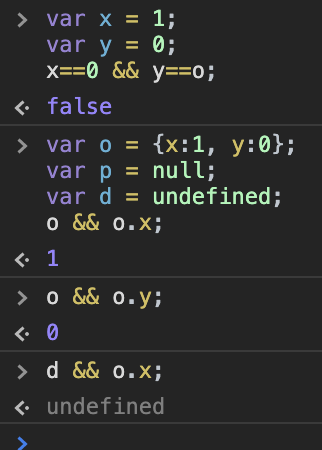 > var x = 1;
var y = 0;
x==0 && y==o;
<· false
> var o = {x:1, y:0};
var p = null;
var d = undefined;
o && o.x;
<· 1
> o && o.y;
<· 0
> d && o.x;
<· undefined
>